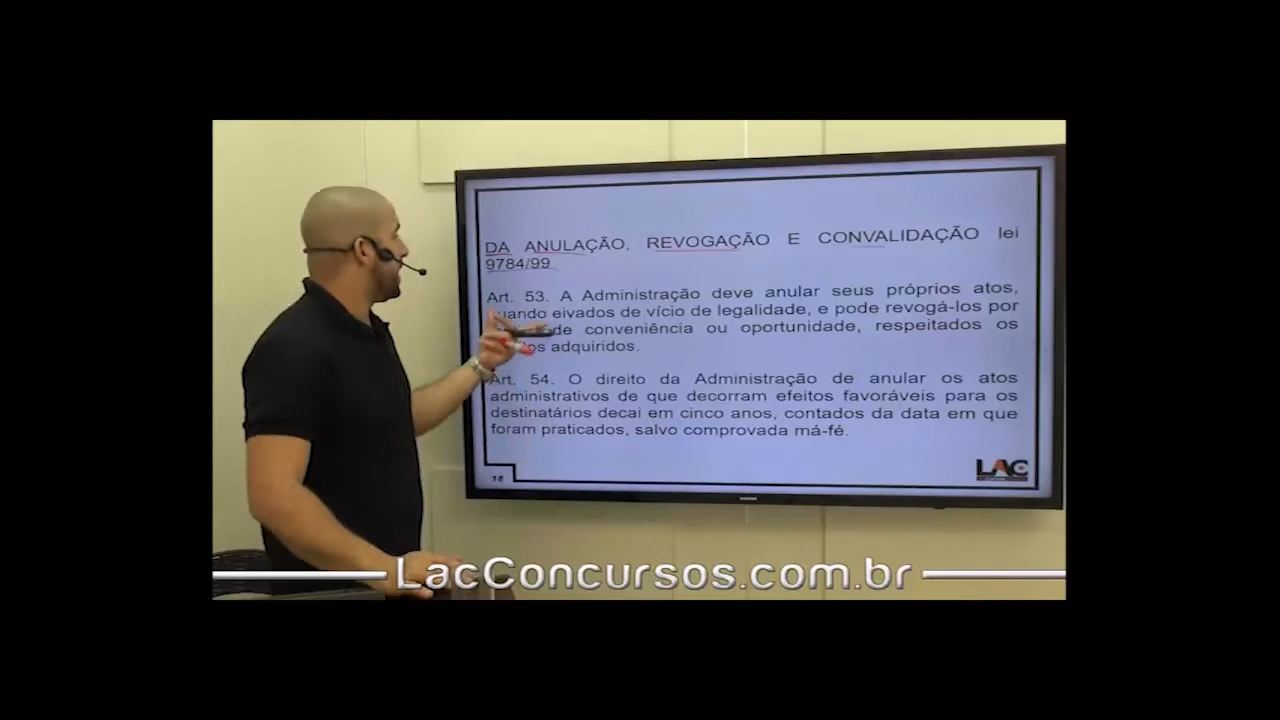 DA ANULAÇÃO, REVOGAÇÃO E CONVALIDAÇÃO lei
9784/99
Art. 53. A Administração deve anular seus próprios atos,
quando eivados de vício de legalidade, e pode revogá-los por
de conveniência ou oportunidade, respeitados os
adquiridos.
Art. 54. O direito da Administração de anular os atos
administrativos de que decorram efeitos favoráveis para os
destinatários decai em cinco anos, contados da data em que
foram praticados, salvo comprovada má-fé.
18
LAC
LacConcursos.com.br